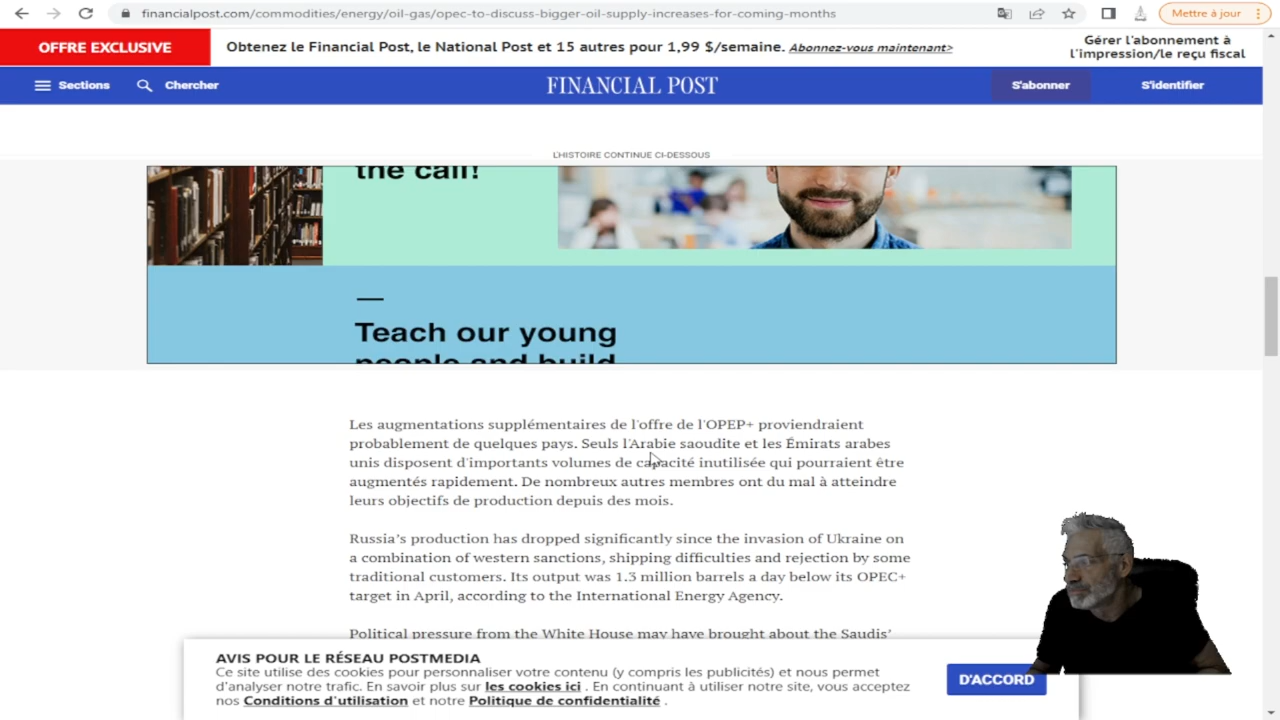 financialpost.com/commodities/energy/oil-gas/opec-to-discuss-bigger-oil-supply-increases-for-coming-months
Mettre à jour
OFFRE EXCLUSIVE
Obtenez le Financial Post, le National Post et 15 autres pour 1,99 $/semaine. Abonnez-vous maintenant>
Gérer l'abonnement à
l'impression/le reçu fiscal
Sections
Chercher
FINANCIAL POST
S'abonner
S'identifier
L'HISTOIRE CONTINUE CI-DESSOUS
the call!
Teach our young
people and build
Les augmentations supplémentaires de l'offre de l'OPEP+ proviendraient
probablement de quelques pays. Seuls l'Arabie saoudite et les Émirats arabes
unis disposent d'importants volumes de capacité inutilisée qui pourraient être
augmentés rapidement. De nombreux autres membres ont du mal à atteindre
leurs objectifs de production depuis des mois.
Russia's production has dropped significantly since the invasion of Ukraine on
a combination of western sanctions, shipping difficulties and rejection by some
traditional customers. Its output was 1.3 million barrels a day below its OPEC+
target in April, according to the International Energy Agency.
Political pressure from the White House may have brought about the Saudis'
AVIS POUR LE RÉSEAU POSTMEDIA
Ce site utilise des cookies pour personnaliser votre contenu (y compris les publicités) et nous permet
d'analyser notre trafic. En savoir plus sur les cookies ici . En continuant à utiliser notre site, vous acceptez
nos Conditions d'utilisation et notre Politique de confidentialité .
D'ACCORD